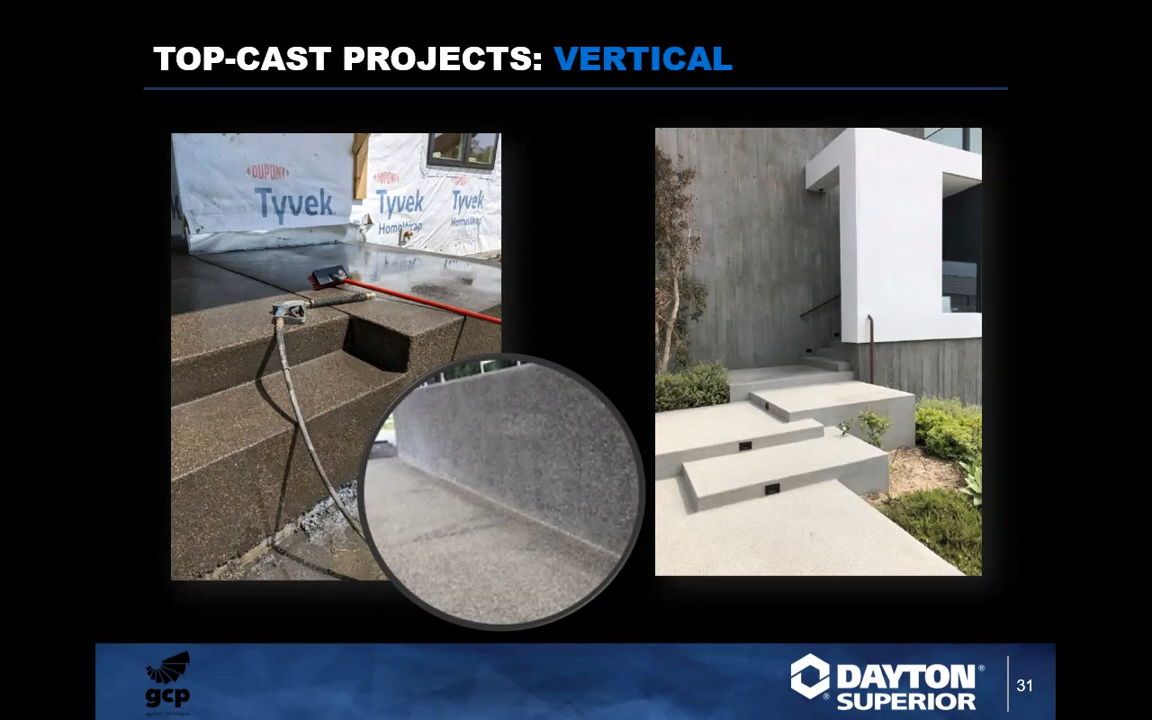 TOP-CAST PROJECTS: VERTICAL
DUPONT
Tyvek
DUPONT
Tyvek
HomeWrap
Tyvek
gcp
DAYTON®
SUPERIOR
31